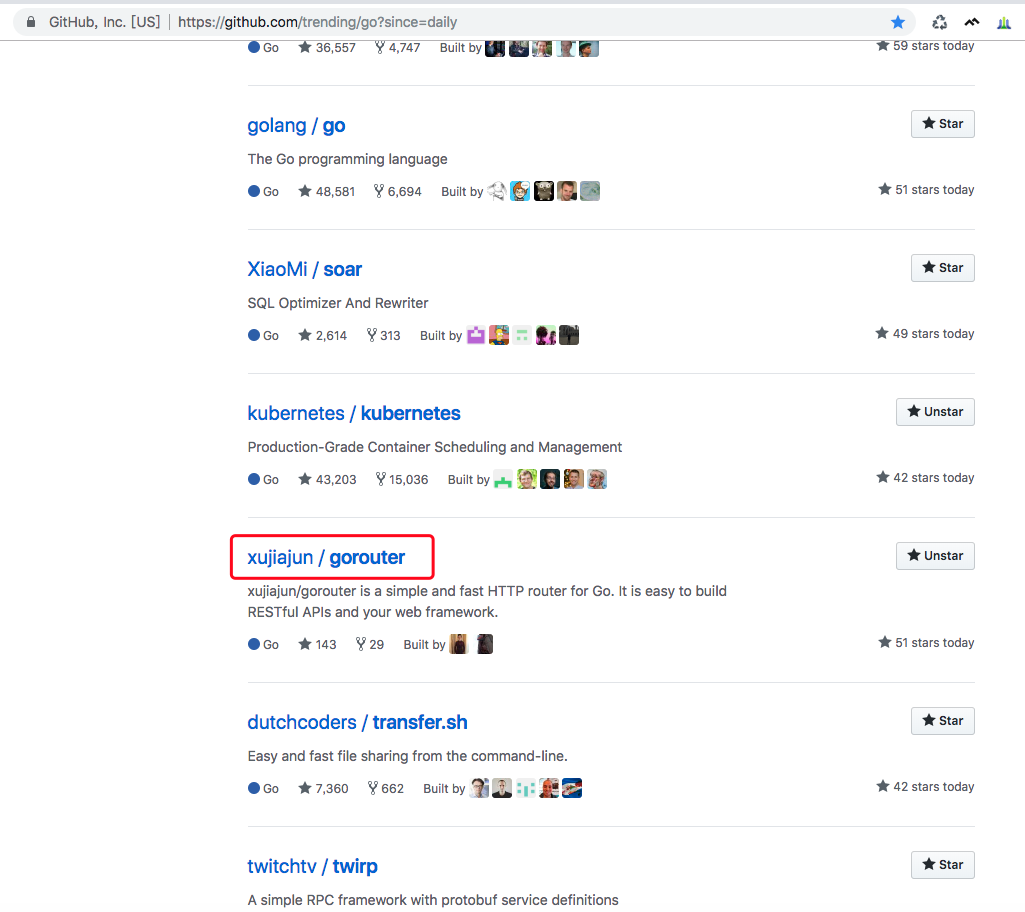 GitHub, Inc. [US] | https://github.com/trending/go?since=daily
Go 36,557 4,747 Built by 59 stars today
golang / go Star
The Go programming language
Go 48,581 6,694 Built by 51 stars today
XiaoMi / soar Star
SQL Optimizer And Rewriter
Go 2,614 313 Built by 49 stars today
kubernetes / kubernetes Unstar
Production-Grade Container Scheduling and Management
Go 43,203 15,036 Built by 42 stars today
xujiajun / gorouter Unstar
xujiajun/gorouter is a simple and fast HTTP router for Go. It is easy to build
RESTful APIs and your web framework.
Go 143 29 Built by 51 stars today
dutchcoders / transfer.sh Star
Easy and fast file sharing from the command-line.
Go 7,360 662 Built by 42 stars today
twitchtv / twirp Star
A simple RPC framework with protobuf service definitions